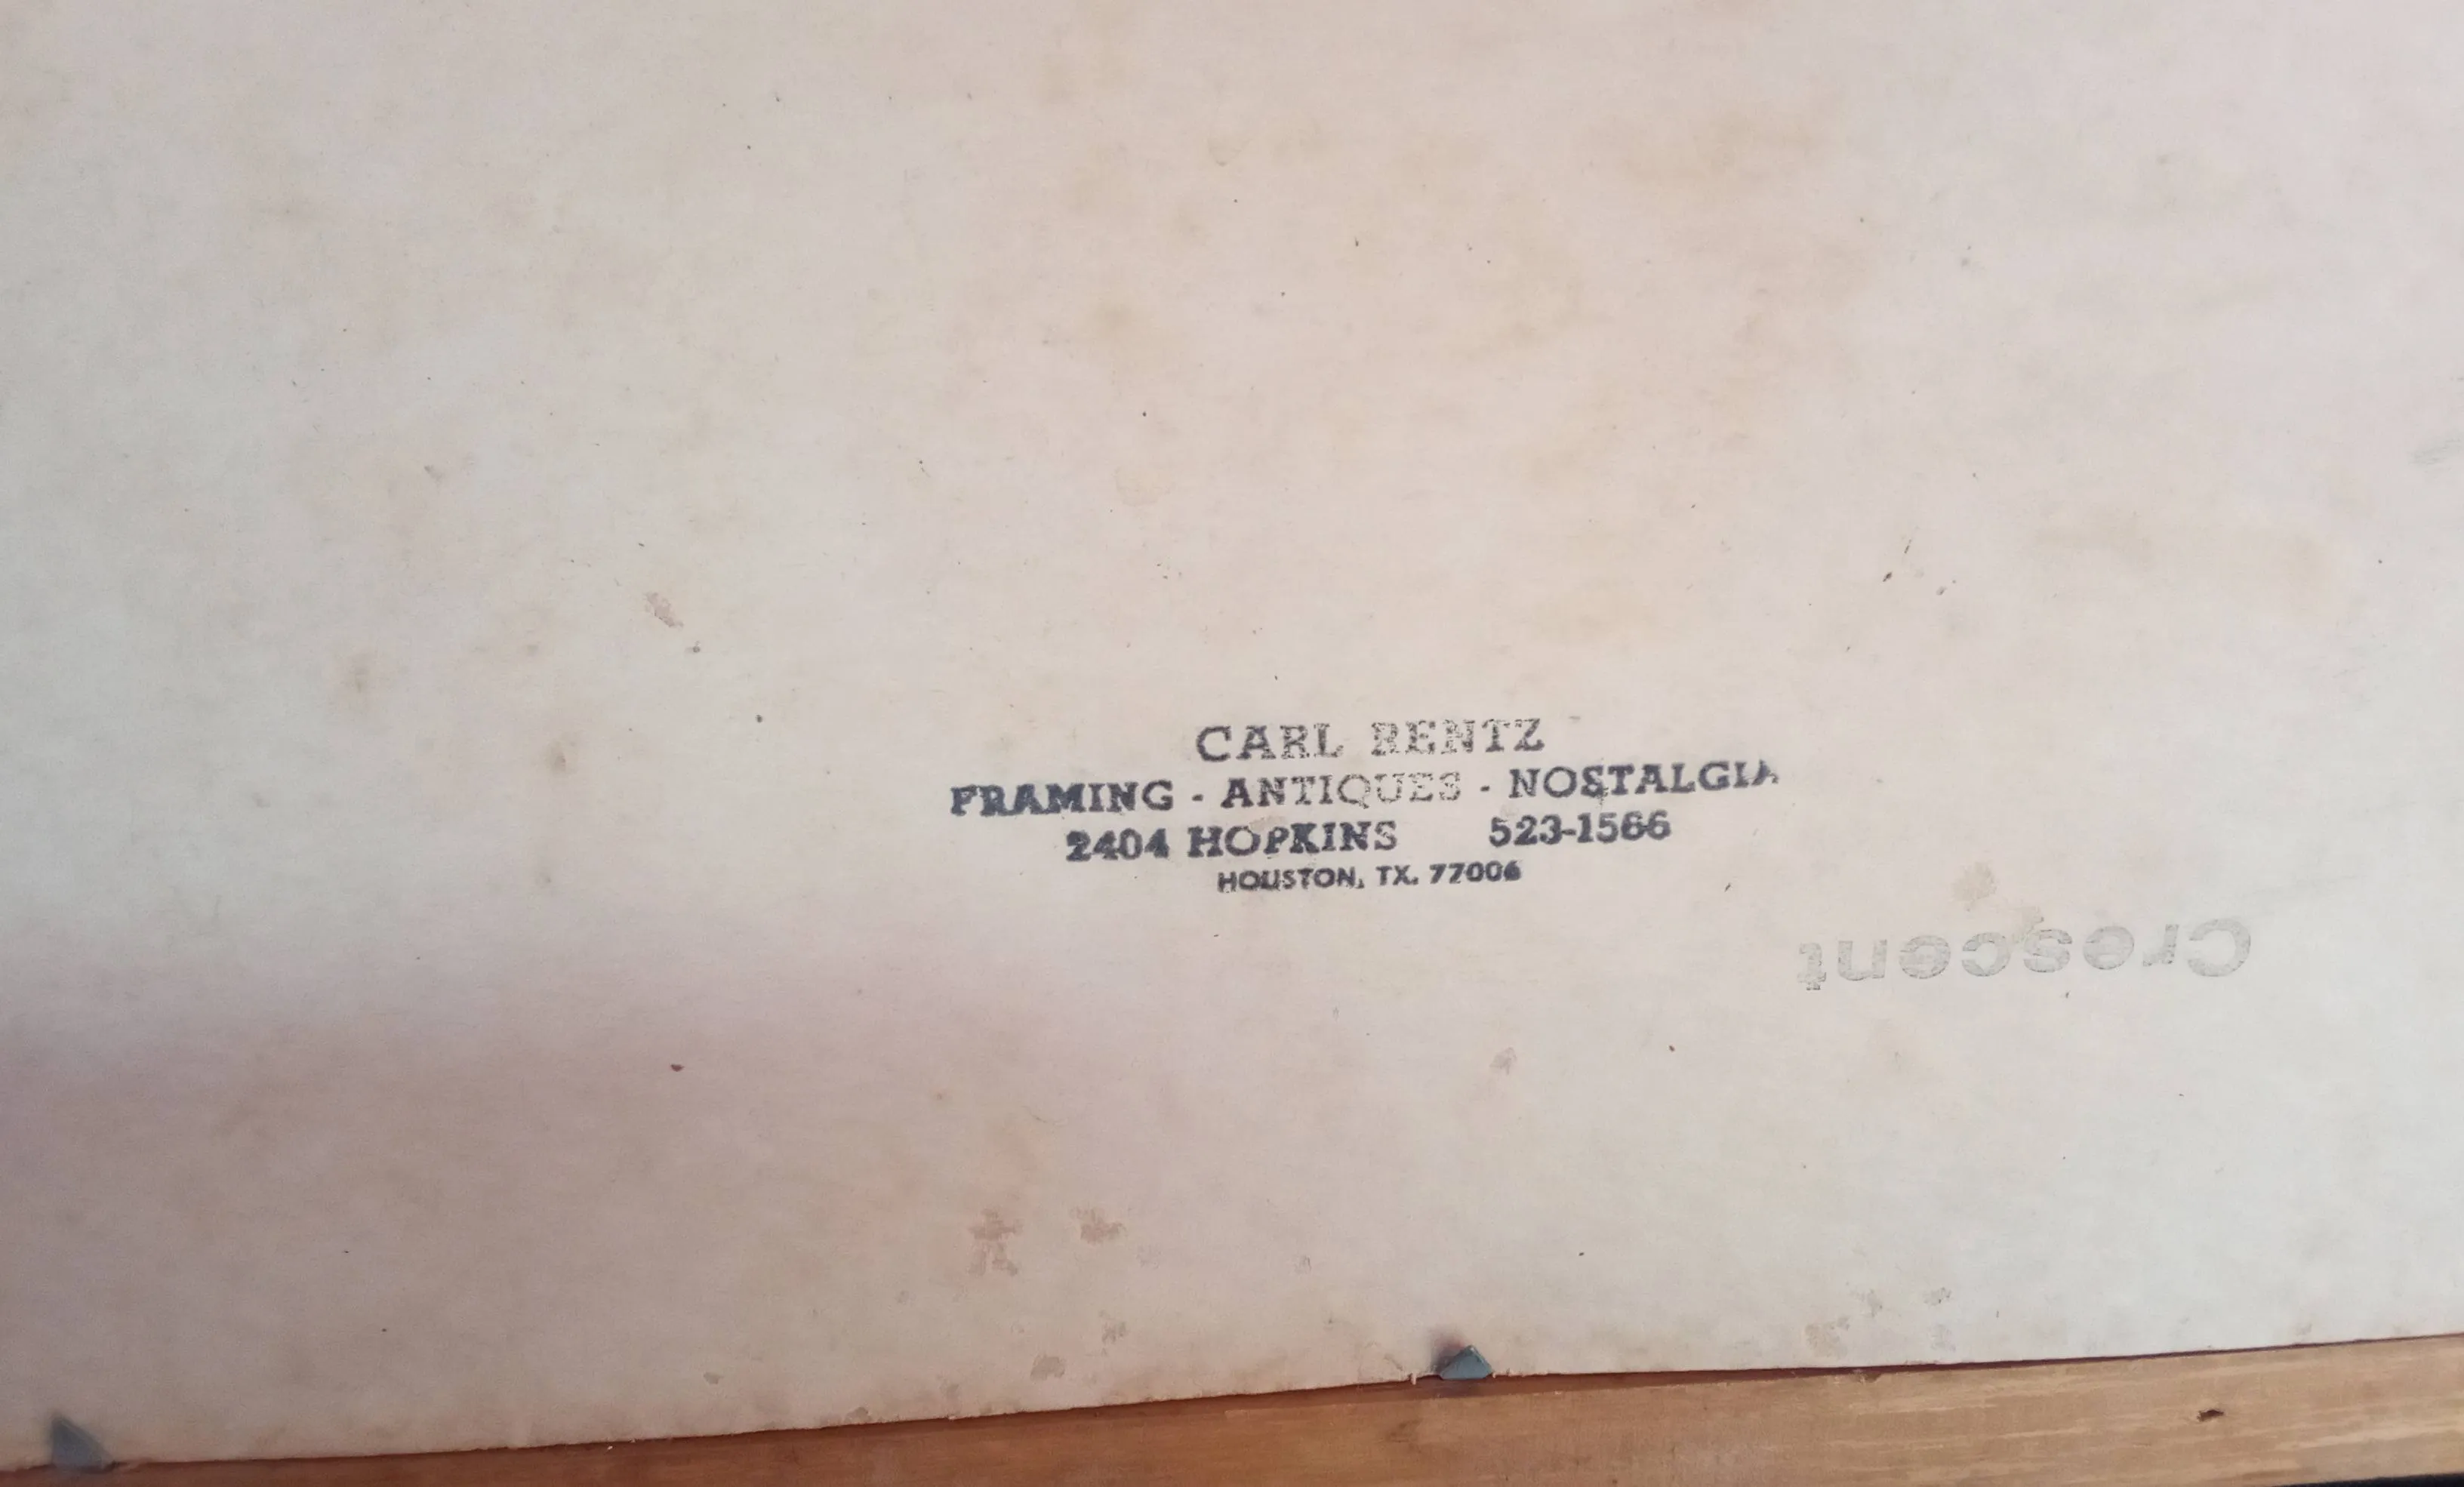 CARL RENTZ
FRAMING - ANTIQUES - NOSTALGIA
2404 HOPKINS 523-1566
HOUSTON, TX. 77006
Crescent